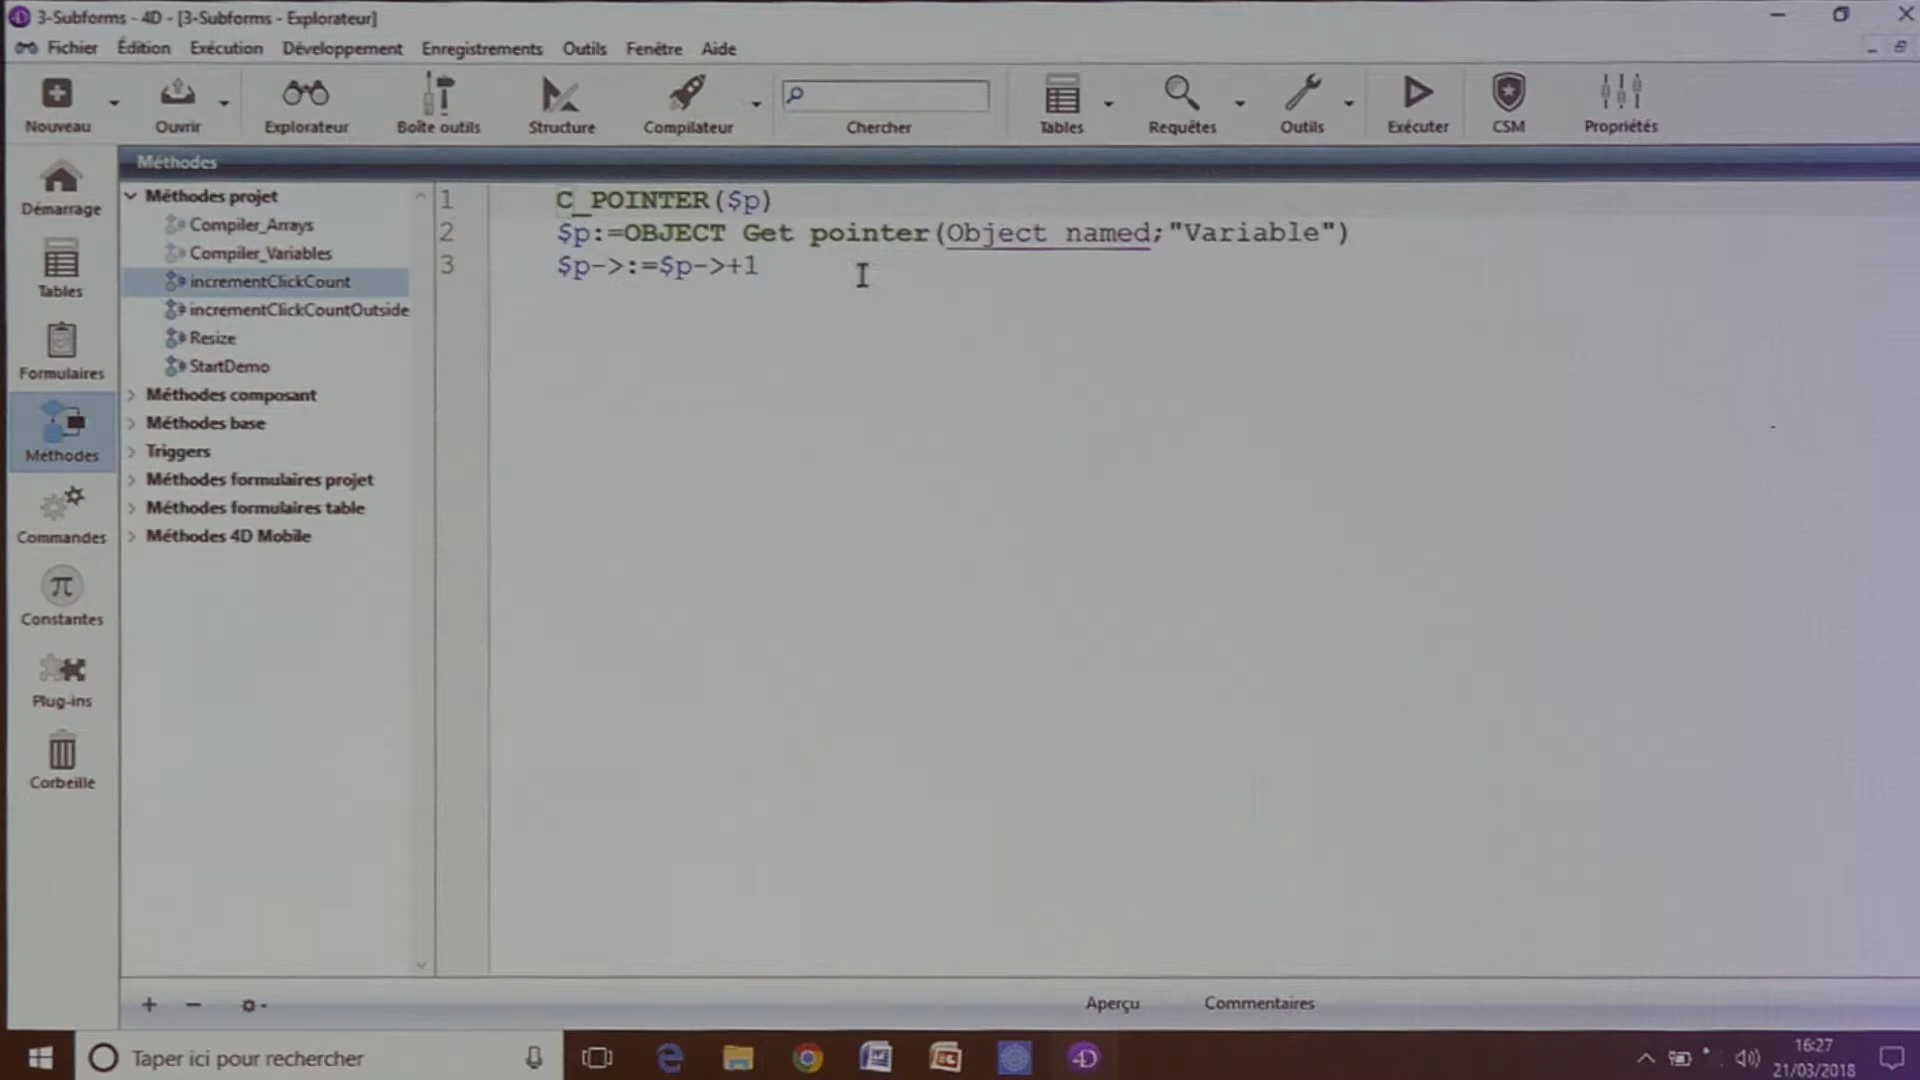 3-Subforms - 4D - [3-Subforms - Explorateur]
Fichier Édition Exécution Développement Enregistrements Outils Fenêtre Aide
Nouveau Ouvrir Explorateur Boîte outils Structure Compilateur Chercher Tables Requêtes Outils Exécuter CSM Propriétés
Démarrage
Tables
Formulaires
Méthodes
Commandes
π
Constantes
Plug-ins
Corbeille
Méthodes
Méthodes projet
Compiler_Arrays
Compiler_Variables
incrementClickCount
incrementClickCountOutside
Resize
StartDemo
Méthodes composant
Méthodes base
Triggers
Méthodes formulaires projet
Méthodes formulaires table
Méthodes 4D Mobile
1 C_POINTER($p)
2 $p:=OBJECT Get pointer(Object named;"Variable")
3 $p->:=$p->+1
Aperçu Commentaires
Taper ici pour rechercher
16:27
21/03/2018